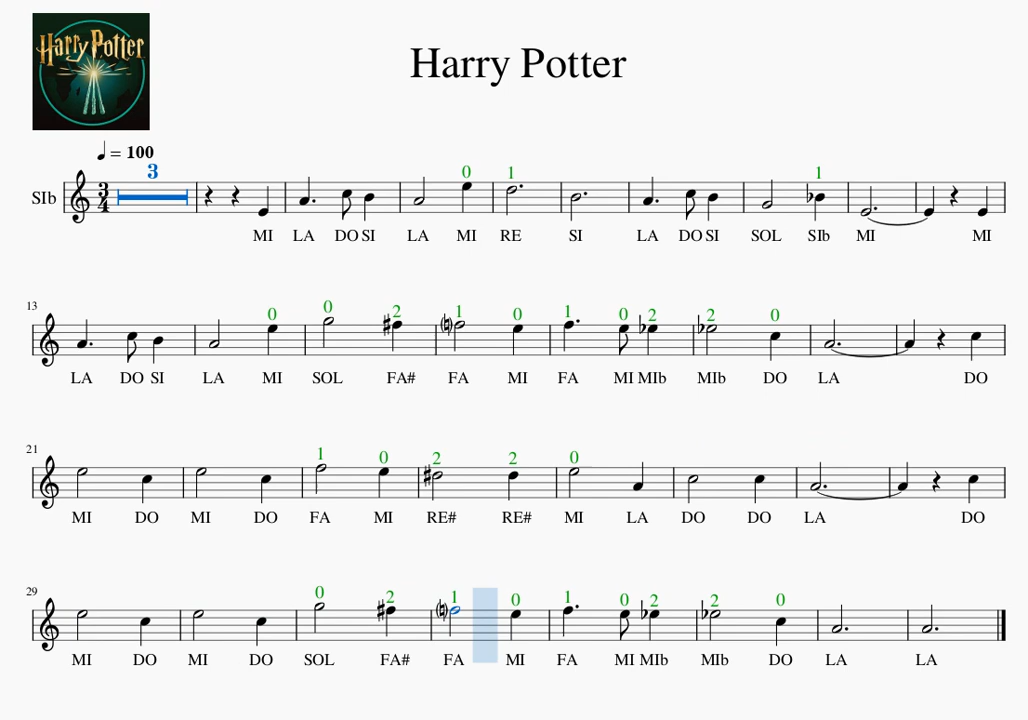 Harry Potter
Harry Potter
♩ = 100
3
0 1 1
SIb
3
4
MI LA DO SI LA MI RE SI LA DO SI SOL SIb MI MI
13
0 0 2 1 0 1 0 2 2 0
LA DO SI LA MI SOL FA# FA MI FA MI MIb MIb DO LA DO
21
1 0 2 2 0
MI DO MI DO FA MI RE# RE# MI LA DO DO LA DO
29
0 2 1 0 1 0 2 2 0
MI DO MI DO SOL FA# FA MI FA MI MIb MIb DO LA LA